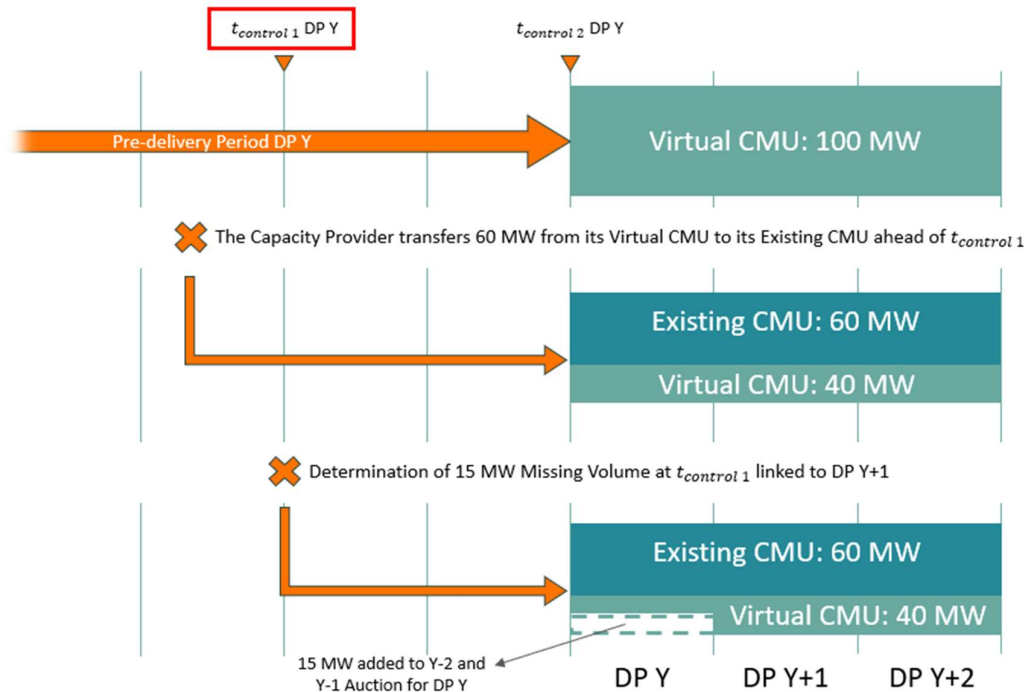 t_control 1 DP Y
t_control 2 DP Y
Pre-delivery Period DP Y
Virtual CMU: 100 MW
The Capacity Provider transfers 60 MW from its Virtual CMU to its Existing CMU ahead of t_control 1
Existing CMU: 60 MW
Virtual CMU: 40 MW
Determination of 15 MW Missing Volume at t_control 1 linked to DP Y+1
Existing CMU: 60 MW
Virtual CMU: 40 MW
15 MW added to Y-2 and
Y-1 Auction for DP Y
DP Y
DP Y+1
DP Y+2